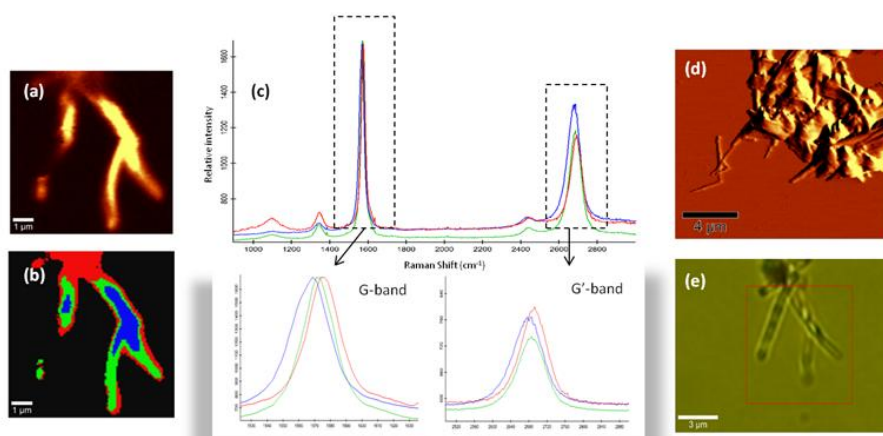 (a)
1 µm
(b)
1 µm
(c)
Relative intensity
1600
1400
1200
1000
800
1000
1200
1400
1600
1800
2000
2200
2400
2600
2800
Raman Shift (cm⁻¹)
G-band
G'-band
(d)
4 µm
(e)
3 µm